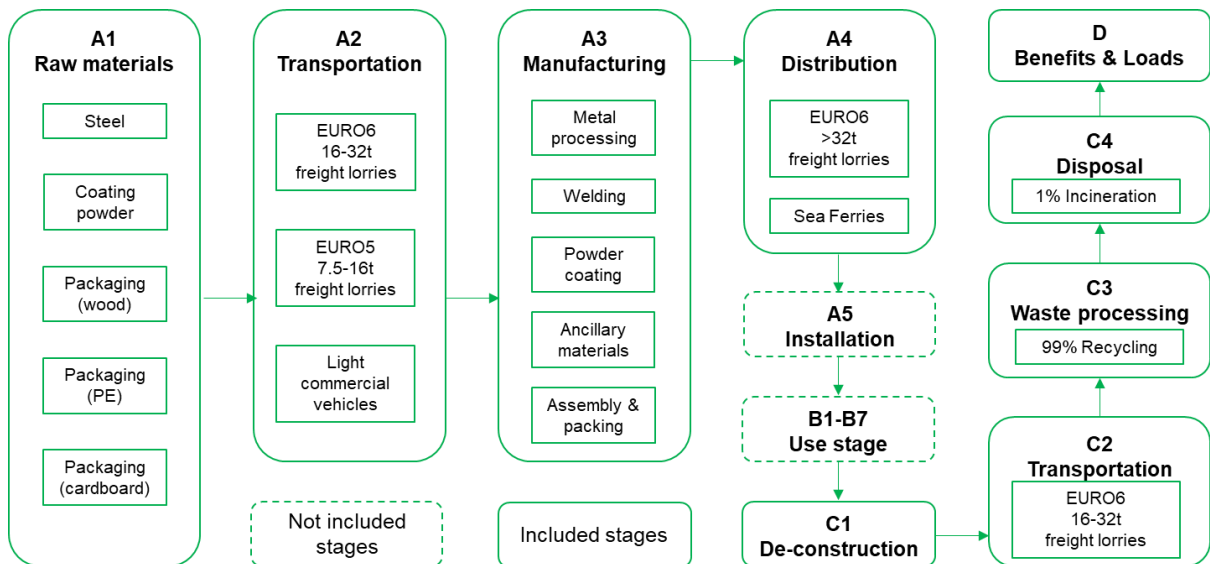 A1
Raw materials
Steel
Coating
powder
Packaging
(wood)
Packaging
(PE)
Packaging
(cardboard)
A2
Transportation
EURO6
16-32t
freight lorries
EURO5
7.5-16t
freight lorries
Light
commercial
vehicles
Not included
stages
A3
Manufacturing
Metal
processing
Welding
Powder
coating
Ancillary
materials
Assembly &
packing
Included stages
A4
Distribution
EURO6
>32t
freight lorries
Sea Ferries
A5
Installation
B1-B7
Use stage
C1
De-construction
C2
Transportation
EURO6
16-32t
freight lorries
C3
Waste processing
99% Recycling
C4
Disposal
1% Incineration
D
Benefits & Loads